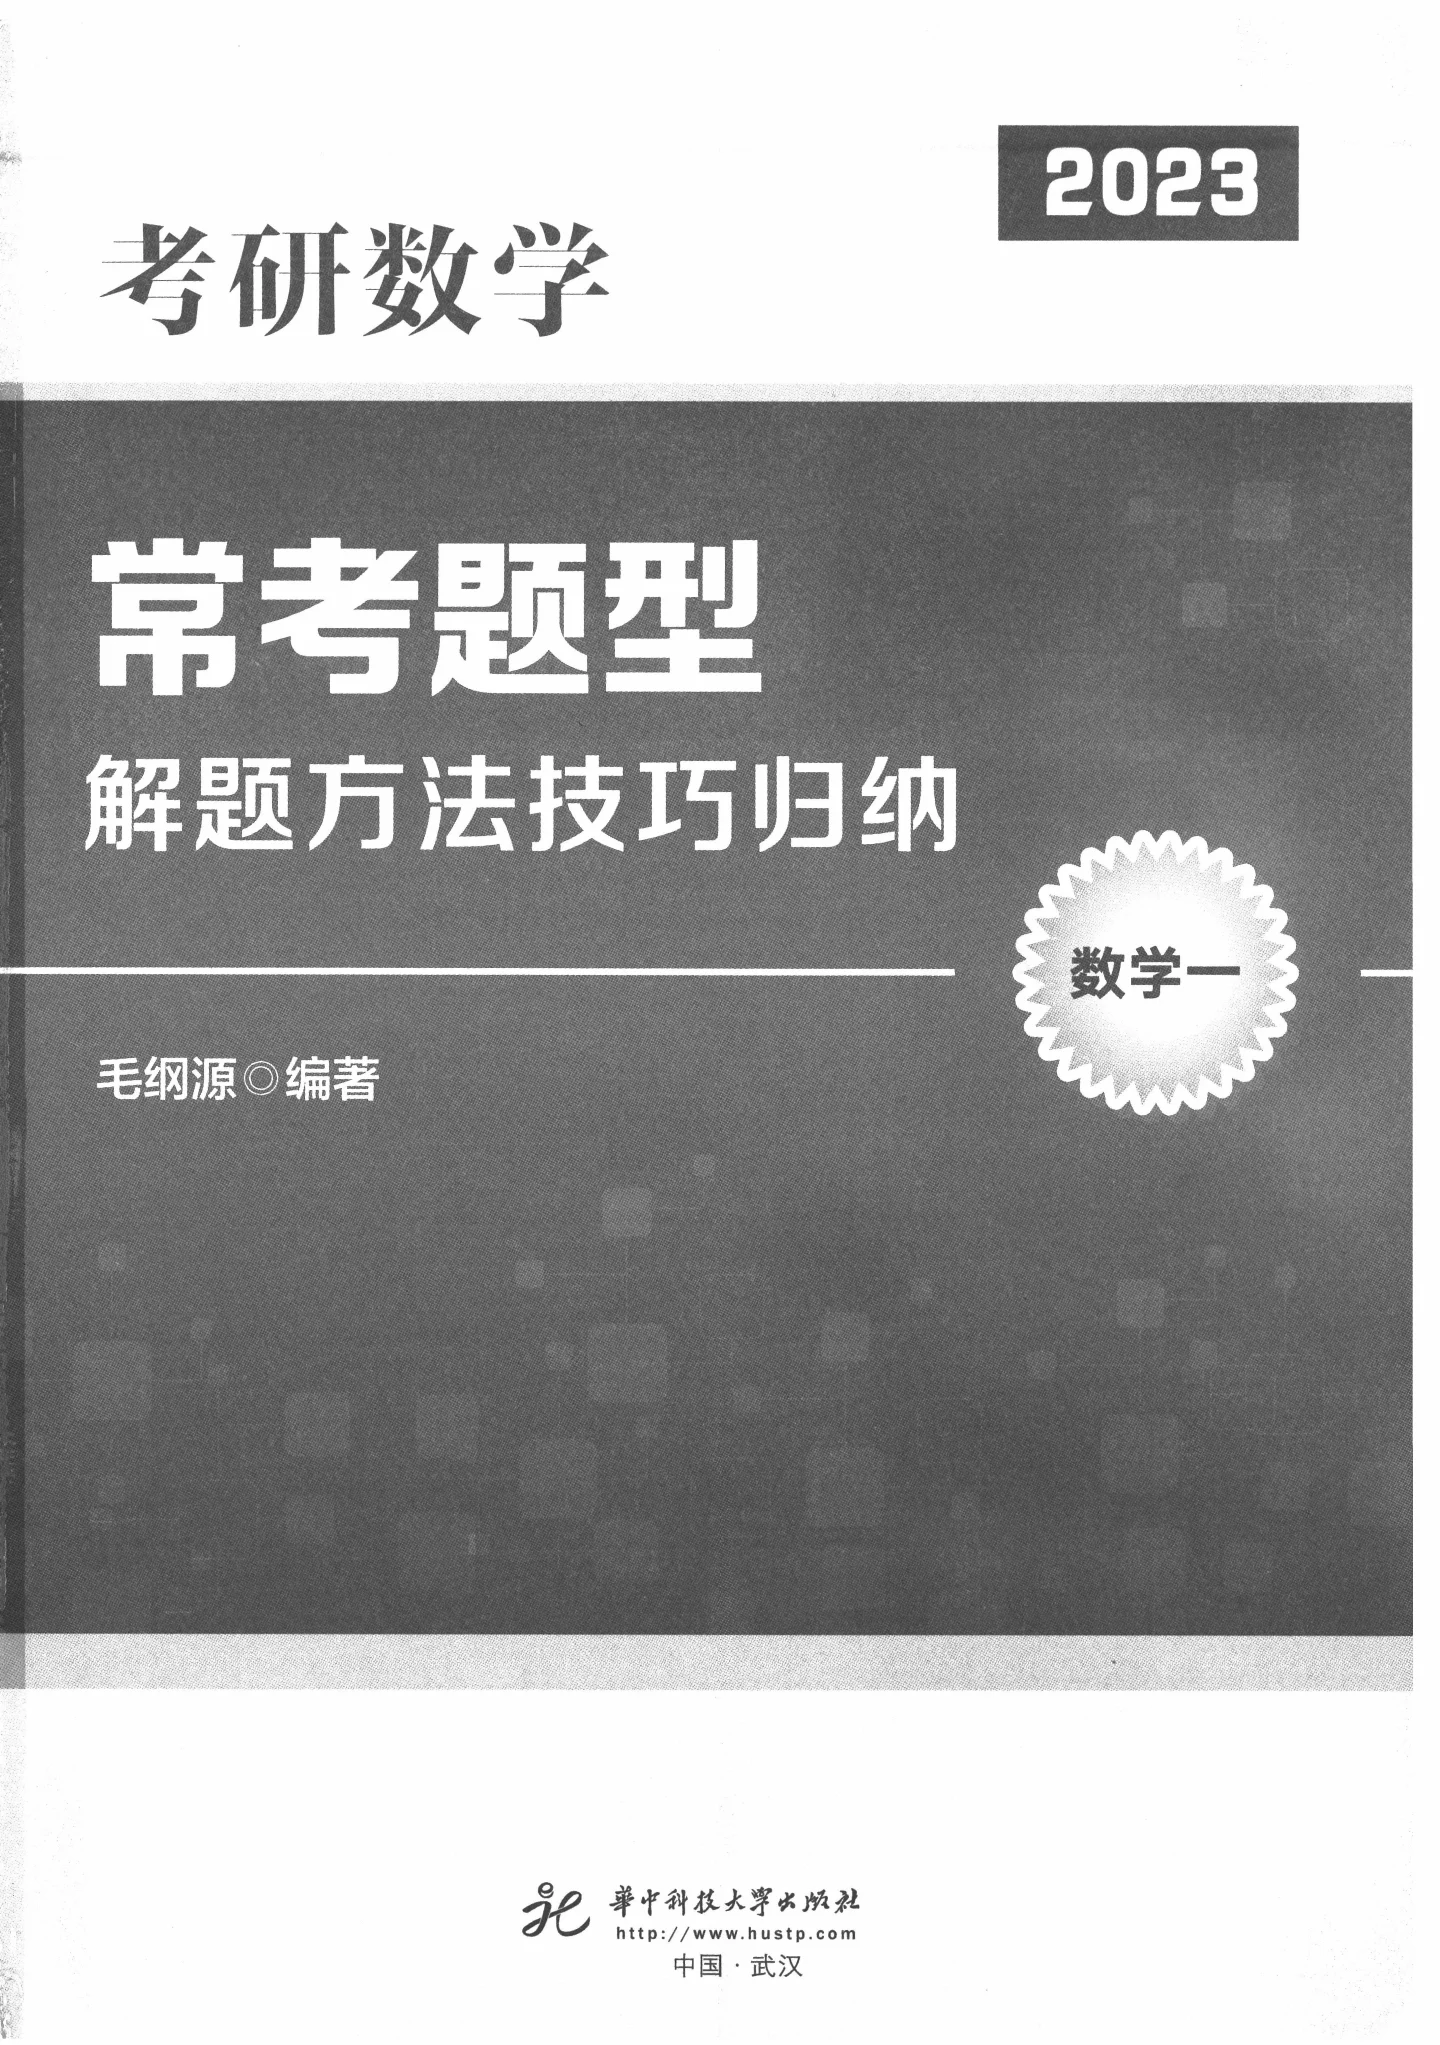 2023
考研数学
常考题型
解题方法技巧归纳
数学一
毛纲源◎编著
華中科技大学出版社
http://www.hustp.com
中国·武汉